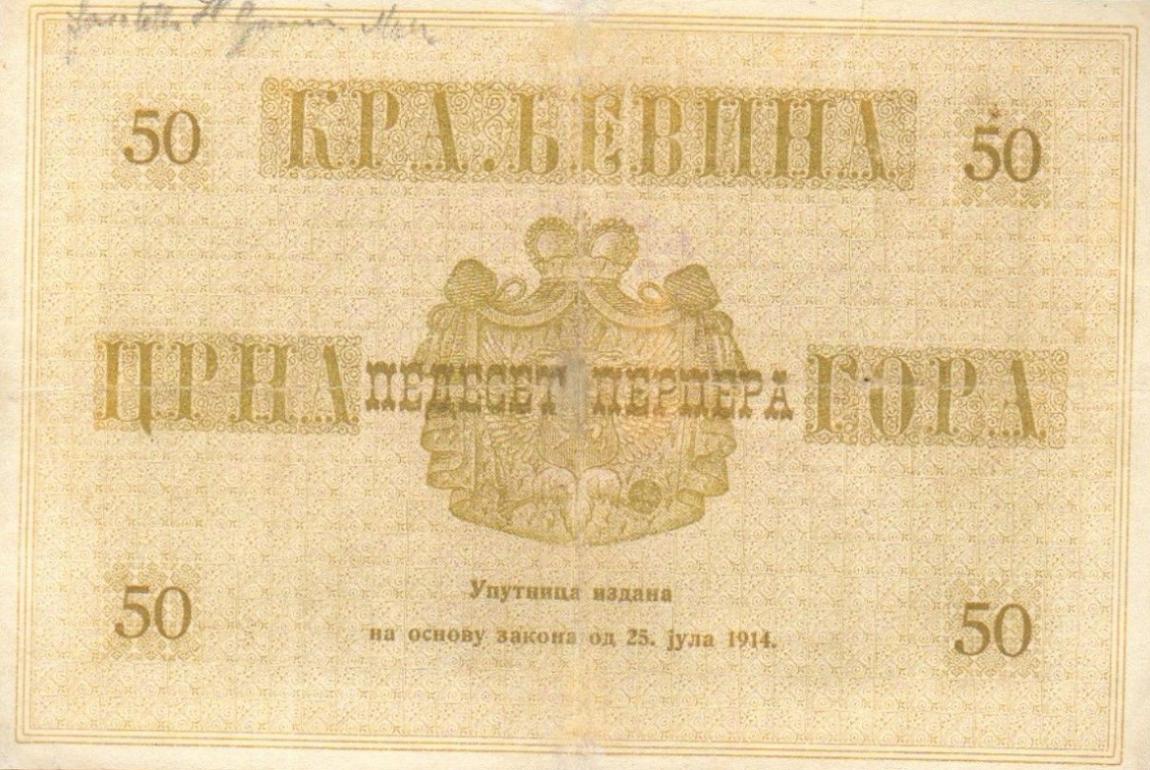 50 КРАЉЕВИНА 50
ЦРНА ПЕДЕСЕТ ПЕРПЕРА ГОРА
Упутница издана
на основу закона од 25. јула 1914.
50 50